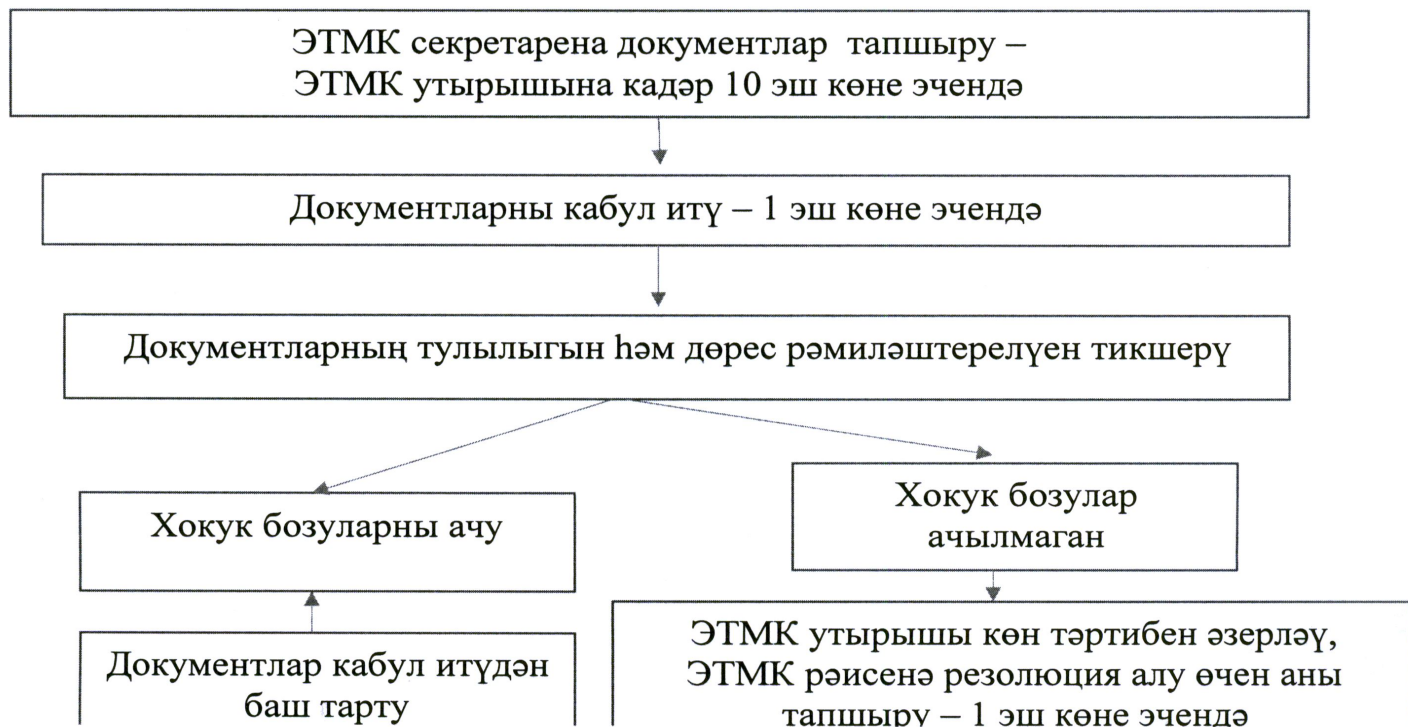 ЭТМК секретарена документлар тапшыру –
ЭТМК утырышына кадәр 10 эш көне эчендә
Документларны кабул итү – 1 эш көне эчендә
Документларның тулылыгын һәм дөрес рәмиләштерелүен тикшерү
Хокук бозуларны ачу
Хокук бозулар
ачылмаган
Документлар кабул итүдән
баш тарту
ЭТМК утырышы көн тәртибен әзерләү,
ЭТМК рәисенә резолюция алу өчен аны
тапшыру – 1 эш көне эчендә